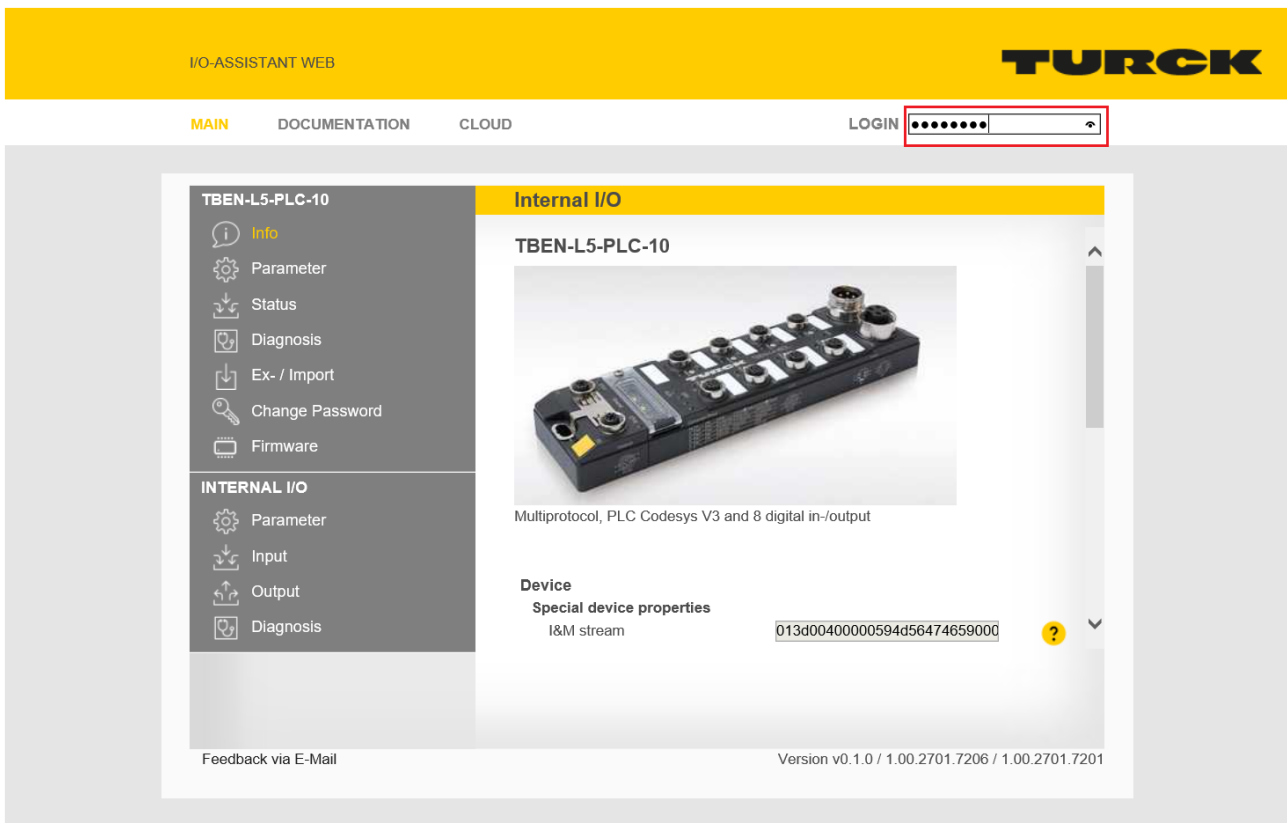 I/O-ASSISTANT WEB
TURCK
MAIN DOCUMENTATION CLOUD LOGIN ••••••••
TBEN-L5-PLC-10
Info
Parameter
Status
Diagnosis
Ex- / Import
Change Password
Firmware
INTERNAL I/O
Parameter
Input
Output
Diagnosis
Internal I/O
TBEN-L5-PLC-10
Multiprotocol, PLC Codesys V3 and 8 digital in-/output
Device
Special device properties
I&M stream 013d00400000594d56474659000 ?
Feedback via E-Mail
Version v0.1.0 / 1.00.2701.7206 / 1.00.2701.7201